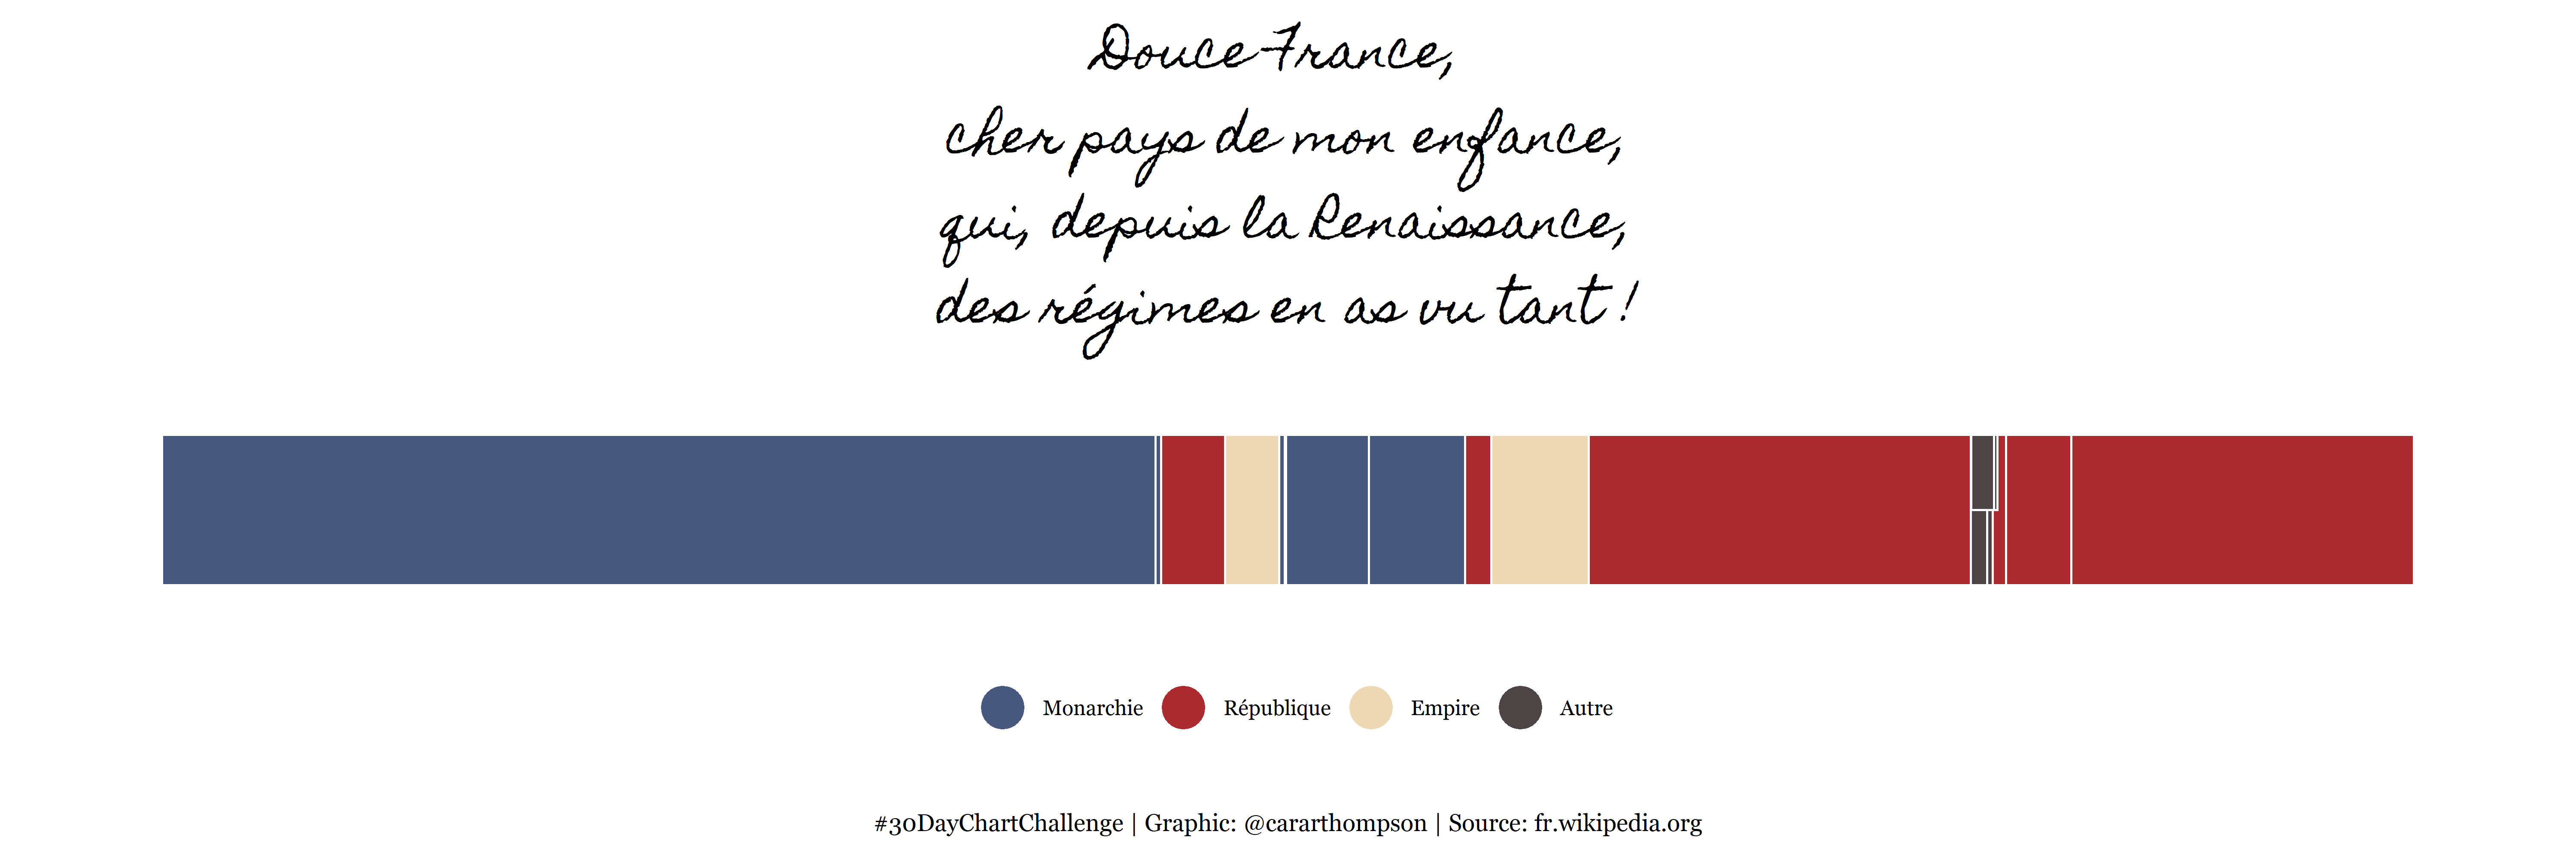 Douce France,
cher pays de mon enfance,
qui, depuis la Renaissance,
des régimes en as vu tant !
Monarchie République Empire Autre
#30DayChartChallenge | Graphic: @cararthompson | Source: fr.wikipedia.org